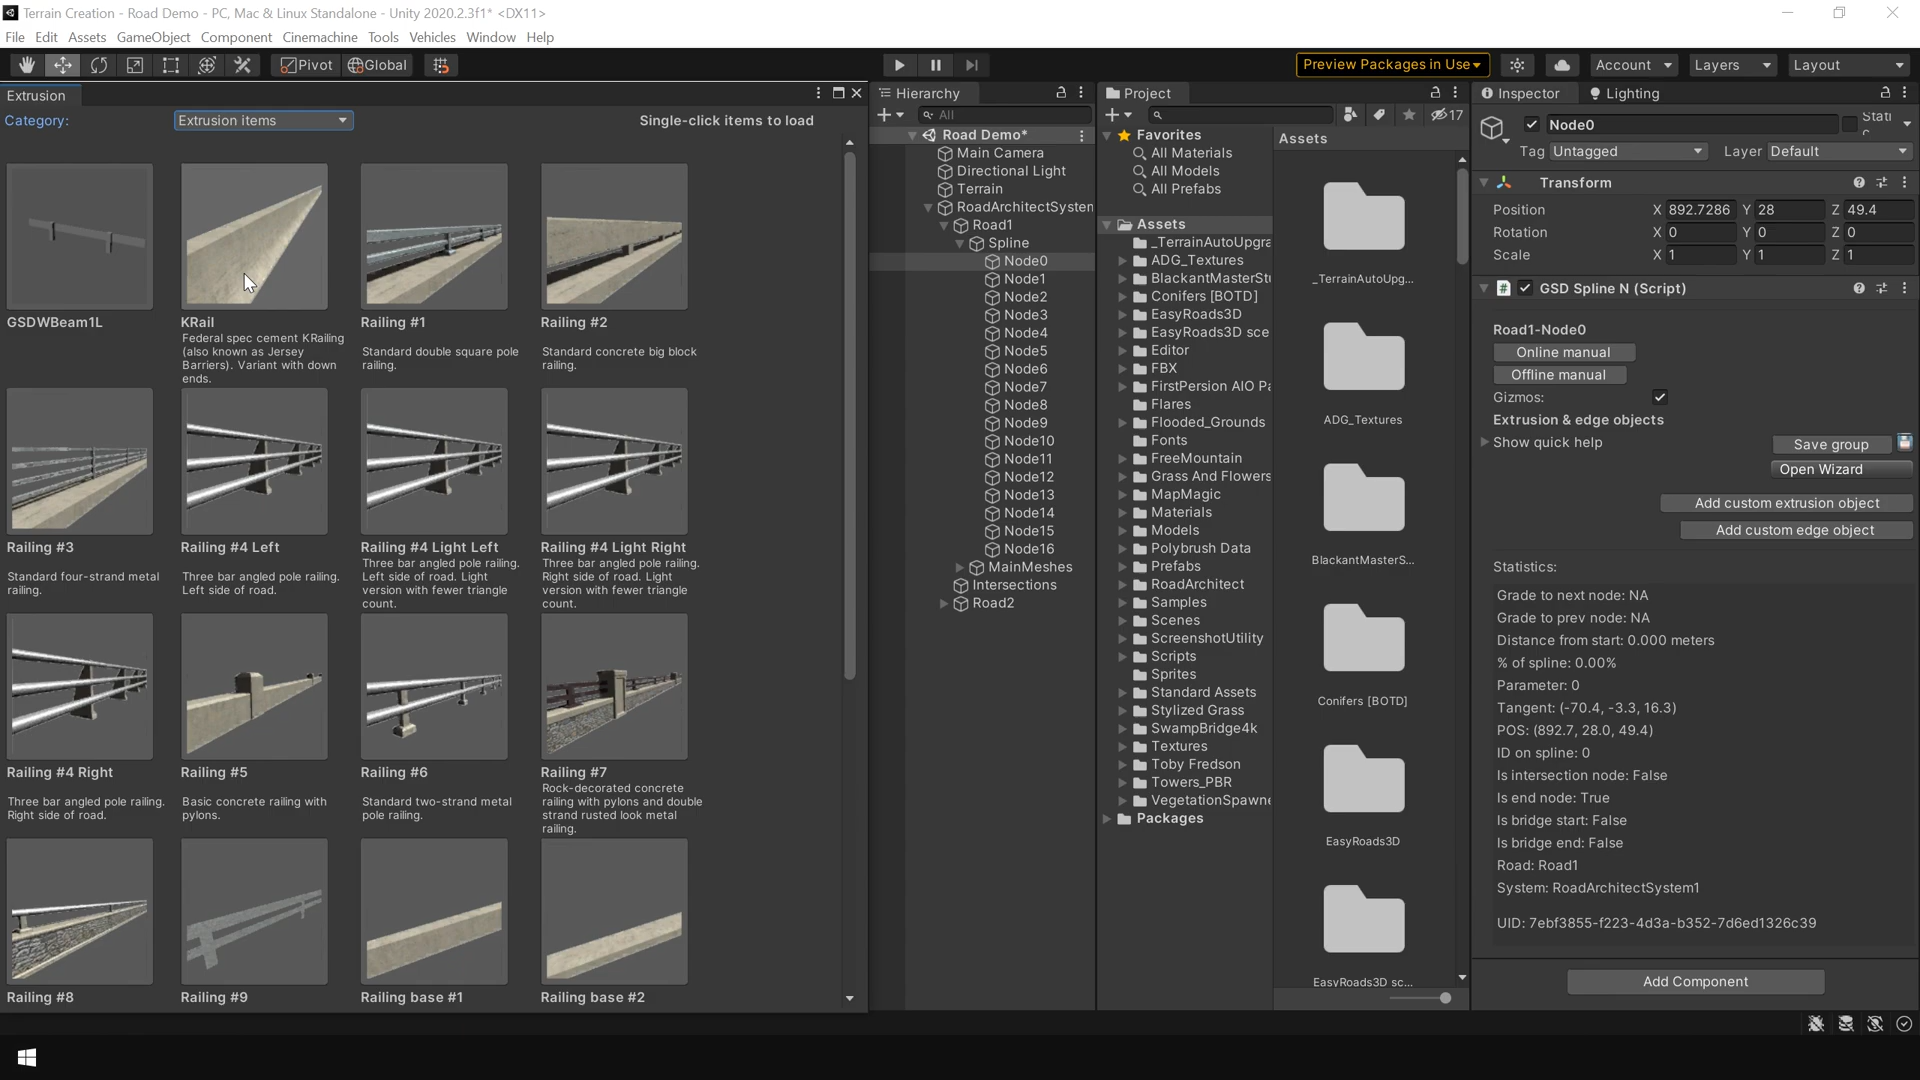 Terrain Creation - Road Demo - PC, Mac & Linux Standalone - Unity 2020.2.3f1* <DX11>
File Edit Assets GameObject Component Cinemachine Tools Vehicles Window Help
Pivot Global Preview Packages in Use Account Layers Layout
Extrusion
Category: Extrusion items Single-click items to load
GSDWBeam1L
KRail
Federal spec cement KRailing
(also known as Jersey
Barriers). Variant with down
ends.
Railing #1
Standard double square pole
railing.
Railing #2
Standard concrete big block
railing.
Railing #3
Standard four-strand metal
railing.
Railing #4 Left
Three bar angled pole railing.
Left side of road.
Railing #4 Light Left
Three bar angled pole railing.
Left side of road. Light
version with fewer triangle
count.
Railing #4 Light Right
Three bar angled pole railing.
Right side of road. Light
version with fewer triangle
count.
Railing #4 Right
Three bar angled pole railing.
Right side of road.
Railing #5
Basic concrete railing with
pylons.
Railing #6
Standard two-strand metal
pole railing.
Railing #7
Rock-decorated concrete
railing with pylons and double
strand rusted look metal
railing.
Railing #8
Railing #9
Railing base #1
Railing base #2
Hierarchy
All
Road Demo*
Main Camera
Directional Light
Terrain
RoadArchitectSysten
Road1
Spline
Node0
Node1
Node2
Node3
Node4
Node5
Node6
Node7
Node8
Node9
Node10
Node11
Node12
Node13
Node14
Node15
Node16
MainMeshes
Intersections
Road2
Project
17
Favorites
All Materials
All Models
All Prefabs
Assets
_TerrainAutoUpgra
ADG_Textures
BlackantMasterStu
Conifers [BOTD]
EasyRoads3D
EasyRoads3D sce
Editor
FBX
FirstPersion AIO Pa
Flares
Flooded_Grounds
Fonts
FreeMountain
Grass And Flowers
MapMagic
Materials
Models
Polybrush Data
Prefabs
RoadArchitect
Samples
Scenes
ScreenshotUtility
Scripts
Sprites
Standard Assets
Stylized Grass
SwampBridge4k
Textures
Toby Fredson
Towers_PBR
VegetationSpawne
Packages
Assets
_TerrainAutoUpg...
ADG_Textures
BlackantMasterS...
Conifers [BOTD]
EasyRoads3D
EasyRoads3D sc...
Inspector Lighting
Node0 Stati
c
Tag Untagged Layer Default
Transform
Position X 892.7286 Y 28 Z 49.4
Rotation X 0 Y 0 Z 0
Scale X 1 Y 1 Z 1
GSD Spline N (Script)
Road1-Node0
Online manual
Offline manual
Gizmos:
Extrusion & edge objects
Show quick help Save group
Open Wizard
Add custom extrusion object
Add custom edge object
Statistics:
Grade to next node: NA
Grade to prev node: NA
Distance from start: 0.000 meters
% of spline: 0.00%
Parameter: 0
Tangent: (-70.4, -3.3, 16.3)
POS: (892.7, 28.0, 49.4)
ID on spline: 0
Is intersection node: False
Is end node: True
Is bridge start: False
Is bridge end: False
Road: Road1
System: RoadArchitectSystem1
UID: 7ebf3855-f223-4d3a-b352-7d6ed1326c39
Add Component